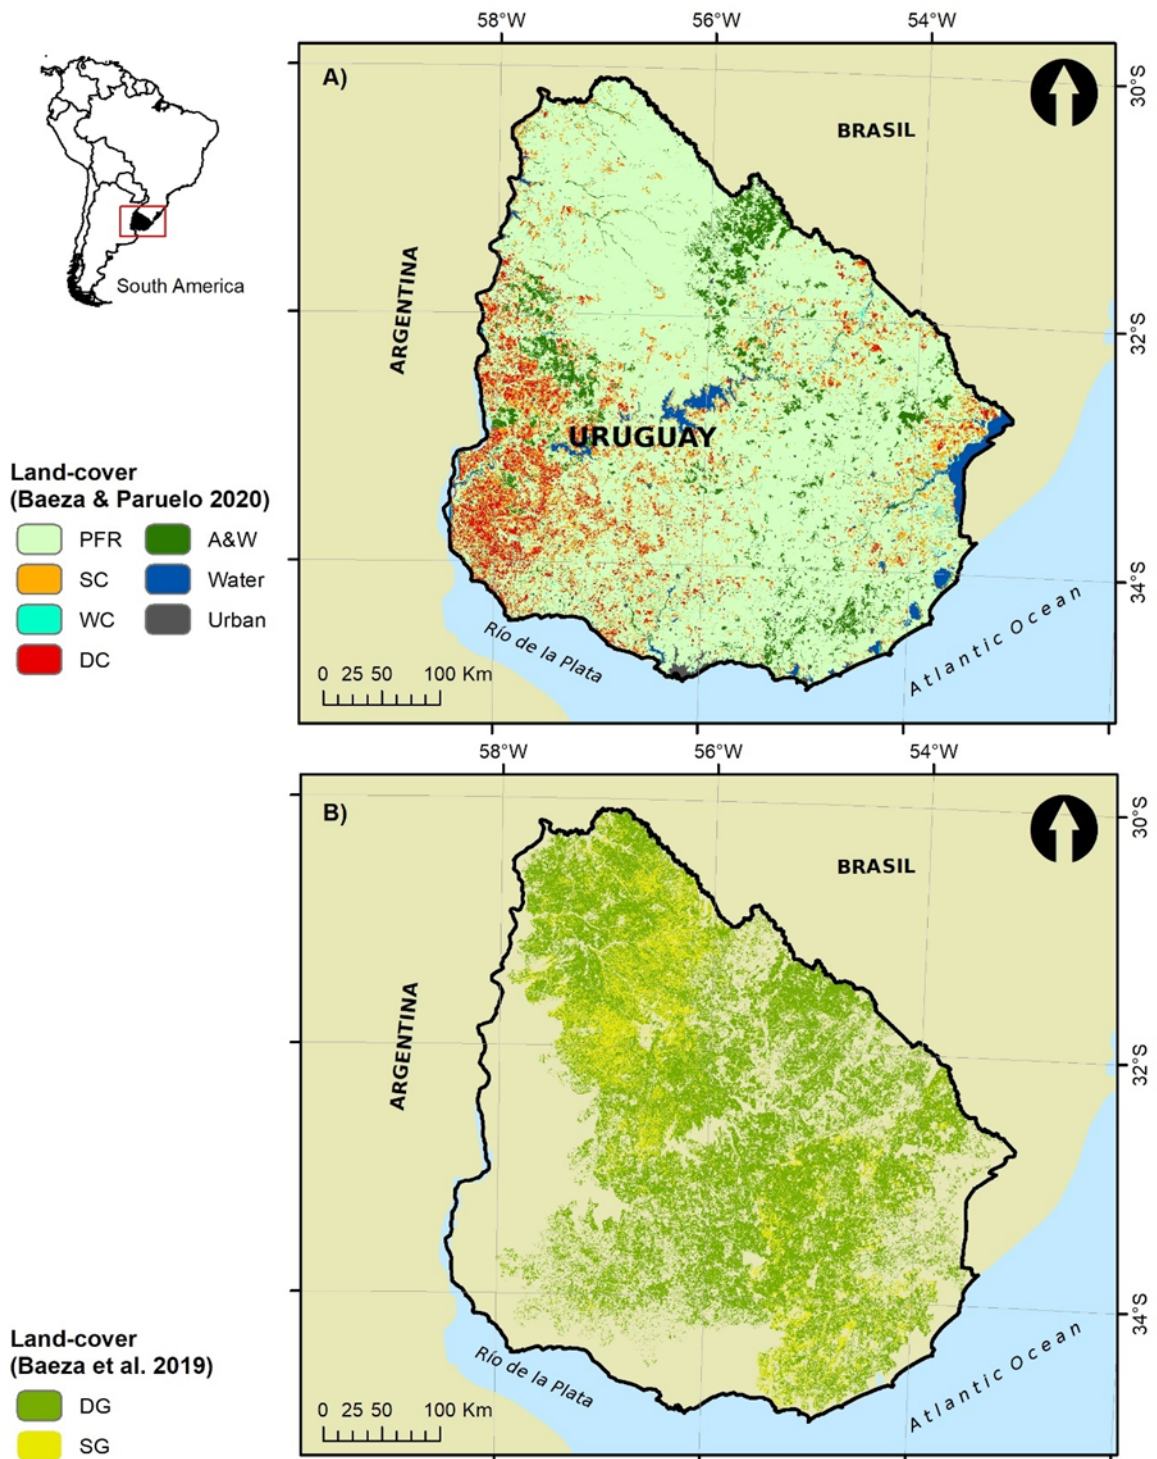 58°W 56°W 54°W
A)
30°S
BRASIL
South America
ARGENTINA
32°S
URUGUAY
Land-cover
(Baeza & Paruelo 2020)
PFR A&W
SC Water
WC Urban
DC
34°S
Río de la Plata
Atlantic Ocean
0 25 50 100 Km
58°W 56°W 54°W
B)
30°S
BRASIL
ARGENTINA
32°S
34°S
Land-cover
(Baeza et al. 2019)
DG
SG
Río de la Plata
Atlantic Ocean
0 25 50 100 Km